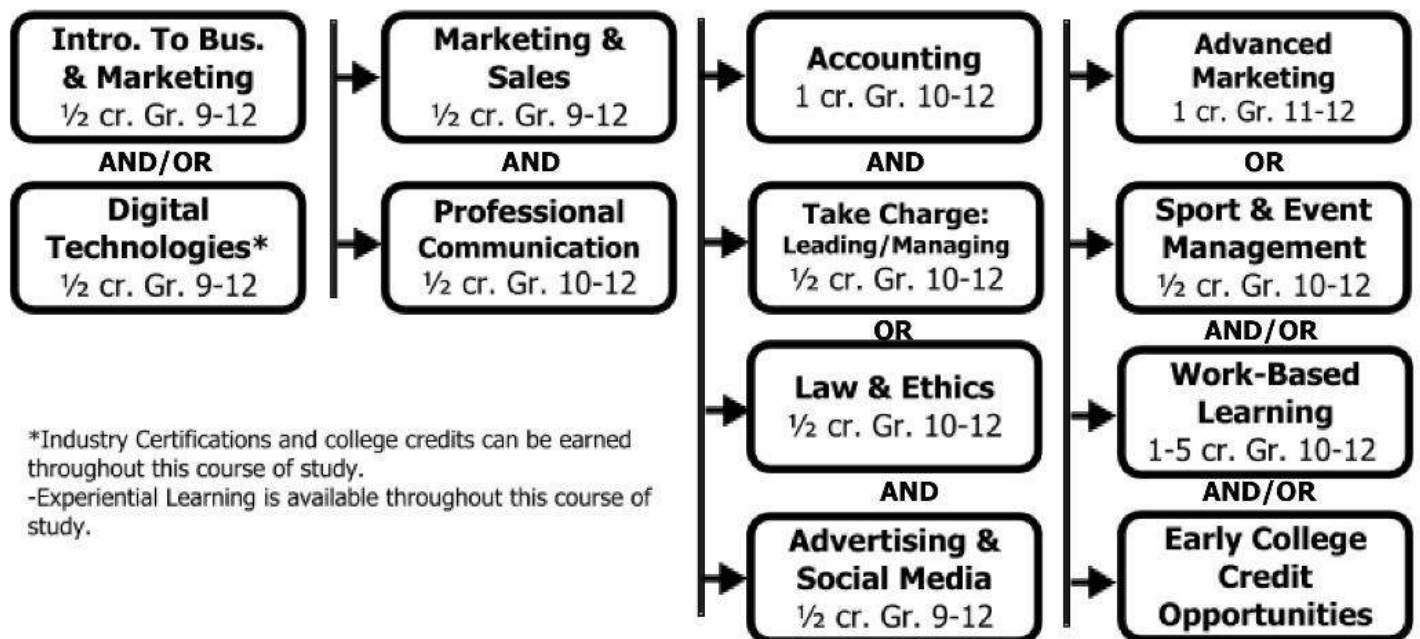 Intro. To Bus.
& Marketing
½ cr. Gr. 9-12
AND/OR
Digital
Technologies*
½ cr. Gr. 9-12
Marketing &
Sales
½ cr. Gr. 9-12
AND
Professional
Communication
½ cr. Gr. 10-12
Accounting
1 cr. Gr. 10-12
AND
Take Charge:
Leading/Managing
½ cr. Gr. 10-12
OR
Law & Ethics
½ cr. Gr. 10-12
AND
Advertising &
Social Media
½ cr. Gr. 9-12
Advanced
Marketing
1 cr. Gr. 11-12
OR
Sport & Event
Management
½ cr. Gr. 10-12
AND/OR
Work-Based
Learning
1-5 cr. Gr. 10-12
AND/OR
Early College
Credit
Opportunities
*Industry Certifications and college credits can be earned
throughout this course of study.
-Experiential Learning is available throughout this course of
study.